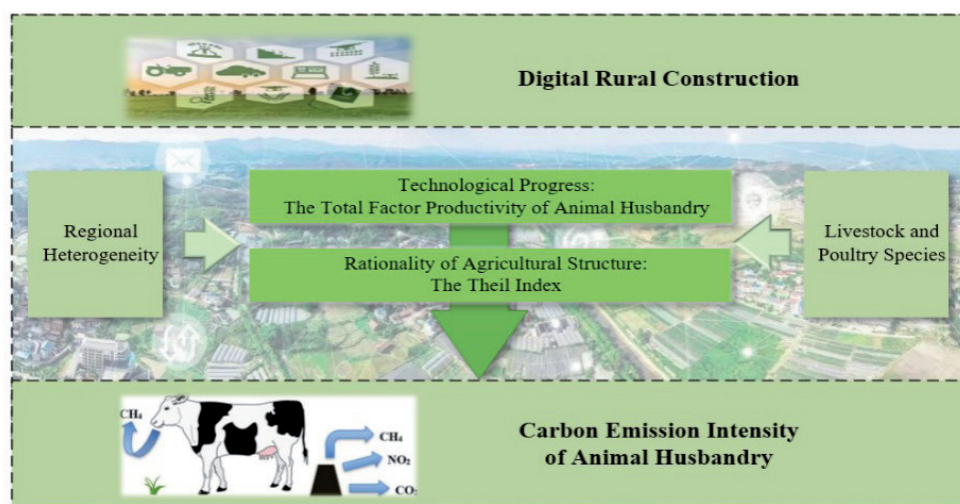 Digital Rural Construction
Technological Progress:
The Total Factor Productivity of Animal Husbandry
Regional
Heterogeneity
Livestock and
Poultry Species
Rationality of Agricultural Structure:
The Theil Index
CH₄
CH₄
NO₂
CO₂
Carbon Emission Intensity
of Animal Husbandry